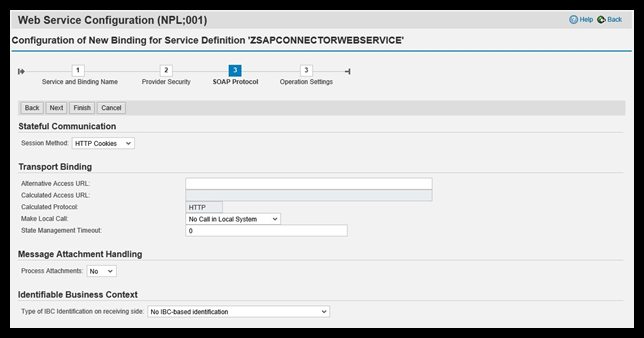 Web Service Configuration (NPL;001)
Help Back
Configuration of New Binding for Service Definition 'ZSAPCONNECTORWEBSERVICE'
1 2 3 3
Service and Binding Name Provider Security SOAP Protocol Operation Settings
Back Next Finish Cancel
Stateful Communication
Session Method: HTTP Cookies
Transport Binding
Alternative Access URL:
Calculated Access URL:
Calculated Protocol: HTTP
Make Local Call: No Call in Local System
State Management Timeout: 0
Message Attachment Handling
Process Attachments: No
Identifiable Business Context
Type of IBC Identification on receiving side: No IBC-based identification